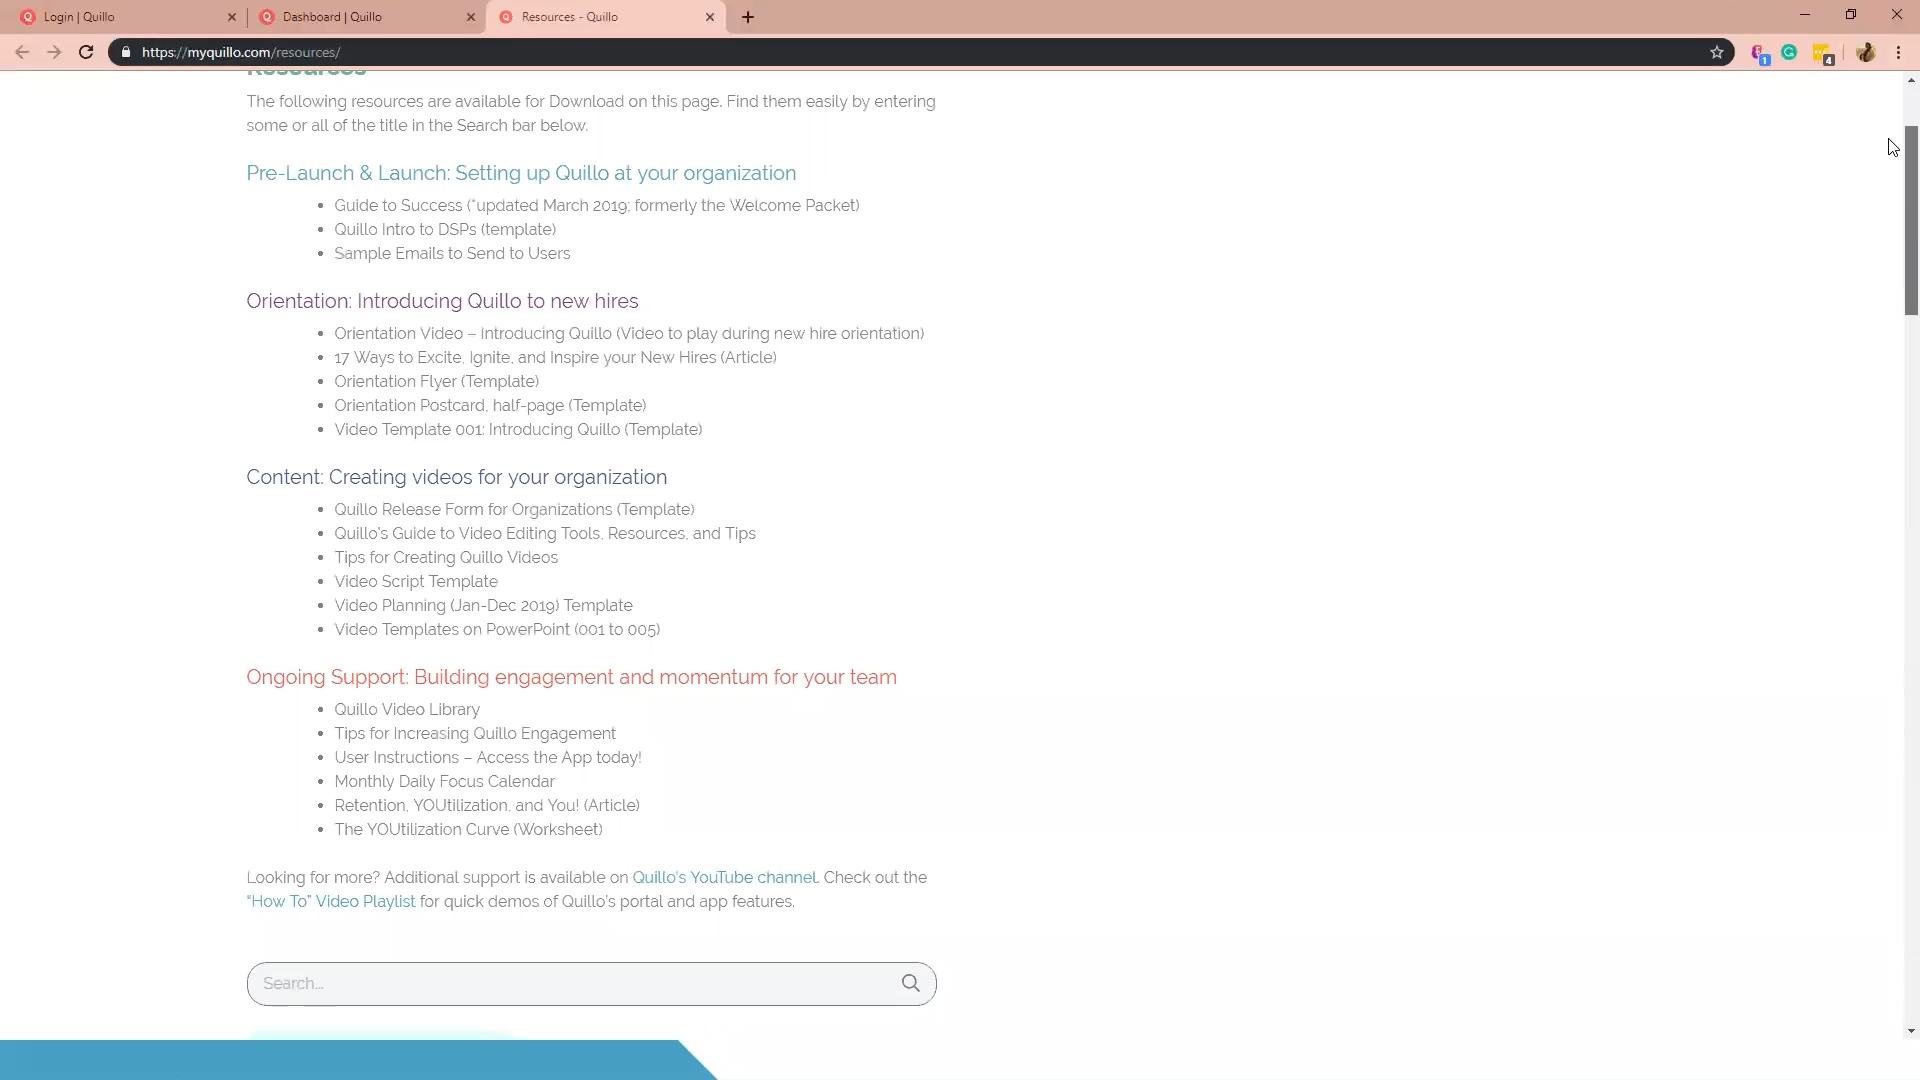 Login | Quillo
Dashboard | Quillo
Resources - Quillo
https://myquillo.com/resources/
1
4
Resources
The following resources are available for Download on this page. Find them easily by entering
some or all of the title in the Search bar below.
Pre-Launch & Launch: Setting up Quillo at your organization
• Guide to Success (*updated March 2019; formerly the Welcome Packet)
• Quillo Intro to DSPs (template)
• Sample Emails to Send to Users
Orientation: Introducing Quillo to new hires
• Orientation Video – Introducing Quillo (Video to play during new hire orientation)
• 17 Ways to Excite, Ignite, and Inspire your New Hires (Article)
• Orientation Flyer (Template)
• Orientation Postcard, half-page (Template)
• Video Template 001: Introducing Quillo (Template)
Content: Creating videos for your organization
• Quillo Release Form for Organizations (Template)
• Quillo's Guide to Video Editing Tools, Resources, and Tips
• Tips for Creating Quillo Videos
• Video Script Template
• Video Planning (Jan-Dec 2019) Template
• Video Templates on PowerPoint (001 to 005)
Ongoing Support: Building engagement and momentum for your team
• Quillo Video Library
• Tips for Increasing Quillo Engagement
• User Instructions – Access the App today!
• Monthly Daily Focus Calendar
• Retention, YOUtilization, and You! (Article)
• The YOUtilization Curve (Worksheet)
Looking for more? Additional support is available on Quillo's YouTube channel. Check out the
"How To" Video Playlist for quick demos of Quillo's portal and app features.
Search...